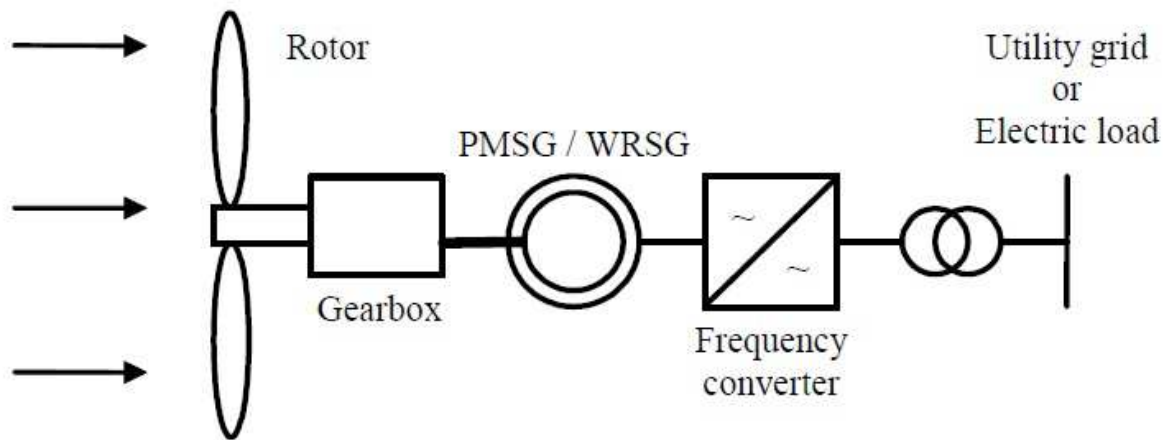 Rotor
Utility grid
or
Electric load
PMSG / WRSG
~
~
Gearbox
Frequency
converter